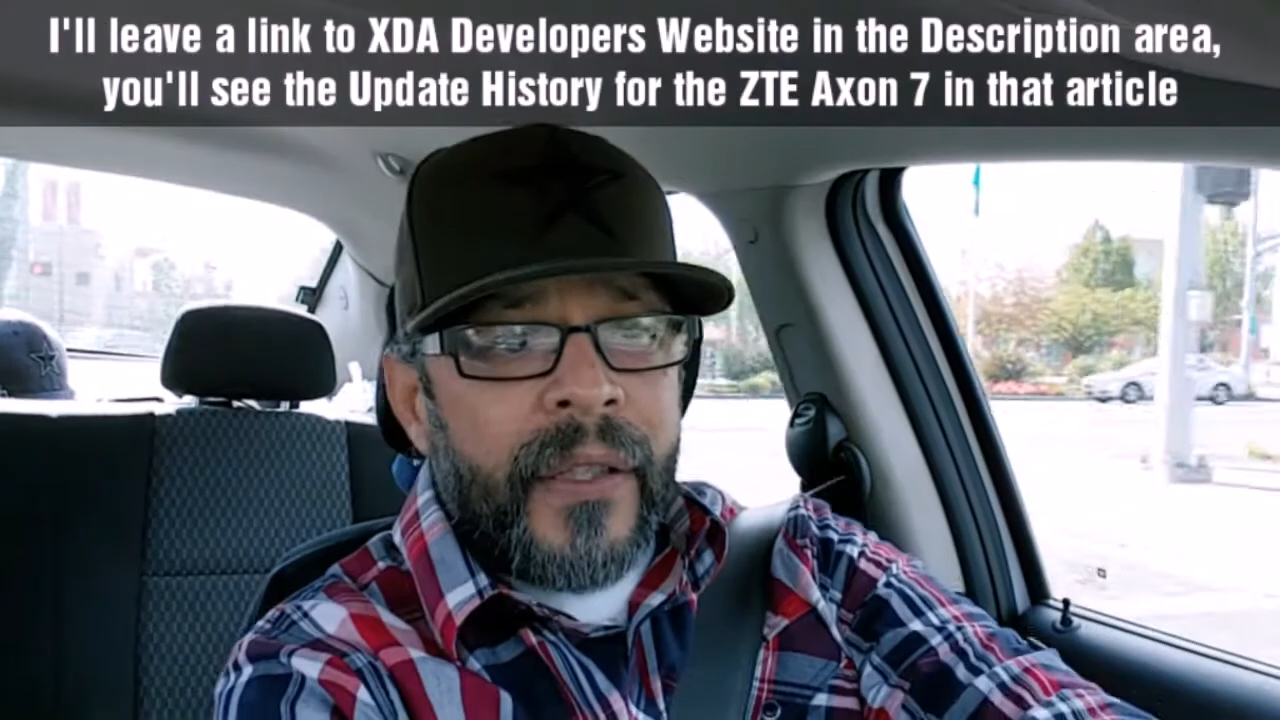 I'll leave a link to XDA Developers Website in the Description area,
you'll see the Update History for the ZTE Axon 7 in that article